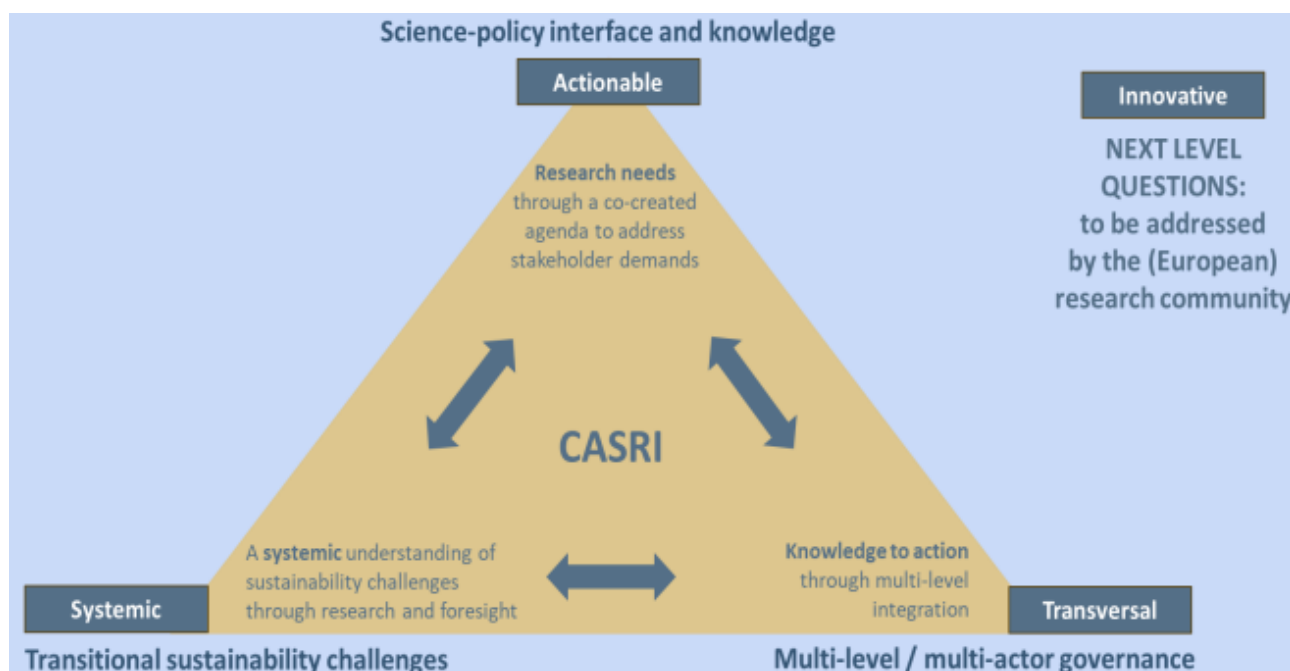 Science-policy interface and knowledge
Actionable
Innovative
NEXT LEVEL
QUESTIONS:
to be addressed
by the (European)
research community
Research needs
through a co-created
agenda to address
stakeholder demands
CASRI
A systemic understanding of
sustainability challenges
through research and foresight
Knowledge to action
through multi-level
integration
Systemic
Transversal
Transitional sustainability challenges
Multi-level / multi-actor governance